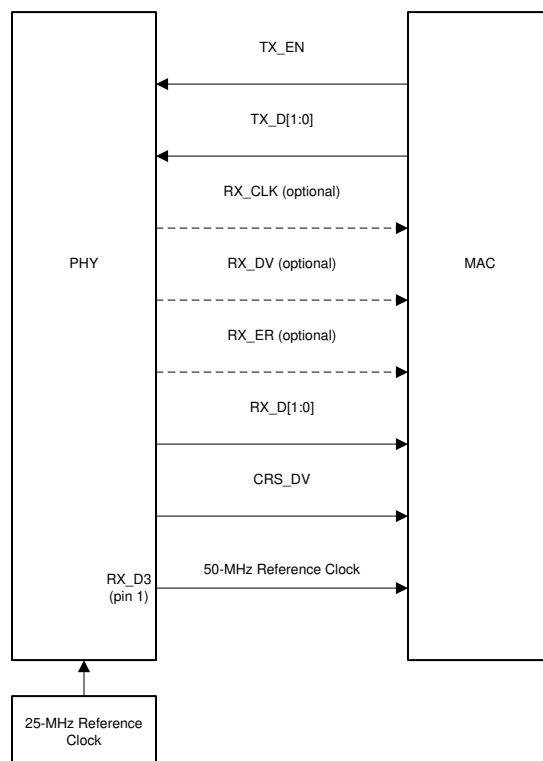 TX_EN
TX_D[1:0]
RX_CLK (optional)
PHY
RX_DV (optional)
MAC
RX_ER (optional)
RX_D[1:0]
CRS_DV
RX_D3
(pin 1)
50-MHz Reference Clock
25-MHz Reference
Clock